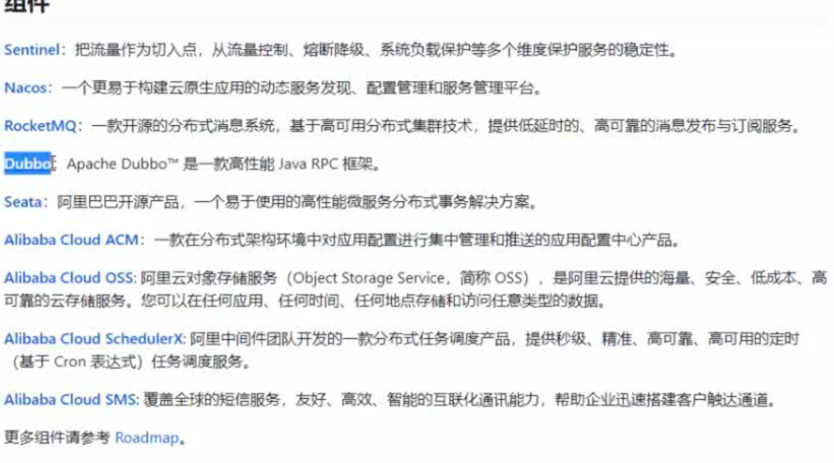 组件
Sentinel：把流量作为切入点，从流量控制、熔断降级、系统负载保护等多个维度保护服务的稳定性。
Nacos：一个更易于构建云原生应用的动态服务发现、配置管理和服务管理平台。
RocketMQ：一款开源的分布式消息系统，基于高可用分布式集群技术，提供低延时的、高可靠的消息发布与订阅服务。
Dubbo：Apache Dubbo™ 是一款高性能 Java RPC 框架。
Seata：阿里巴巴开源产品，一个易于使用的高性能微服务分布式事务解决方案。
Alibaba Cloud ACM：一款在分布式架构环境中对应用配置进行集中管理和推送的应用配置中心产品。
Alibaba Cloud OSS: 阿里云对象存储服务（Object Storage Service，简称 OSS），是阿里云提供的海量、安全、低成本、高
可靠的云存储服务。您可以在任何应用、任何时间、任何地点存储和访问任意类型的数据。
Alibaba Cloud SchedulerX: 阿里中间件团队开发的一款分布式任务调度产品，提供秒级、精准、高可靠、高可用的定时
（基于 Cron 表达式）任务调度服务。
Alibaba Cloud SMS: 覆盖全球的短信服务，友好、高效、智能的互联化通讯能力，帮助企业迅速搭建客户触达通道。
更多组件请参考 Roadmap。